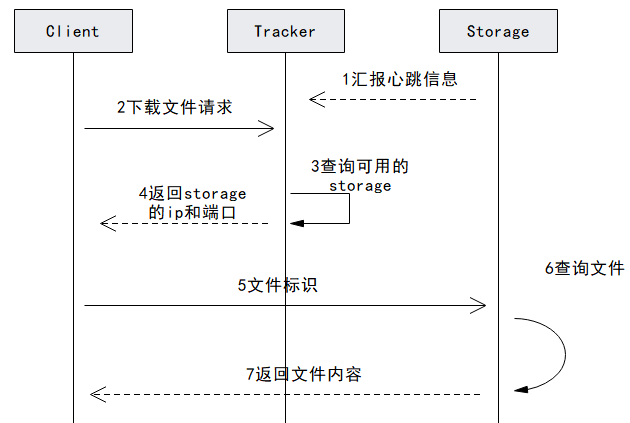 Client
Tracker
Storage
1汇报心跳信息
2下载文件请求
3查询可用的
storage
4返回storage
的ip和端口
5文件标识
6查询文件
7返回文件内容